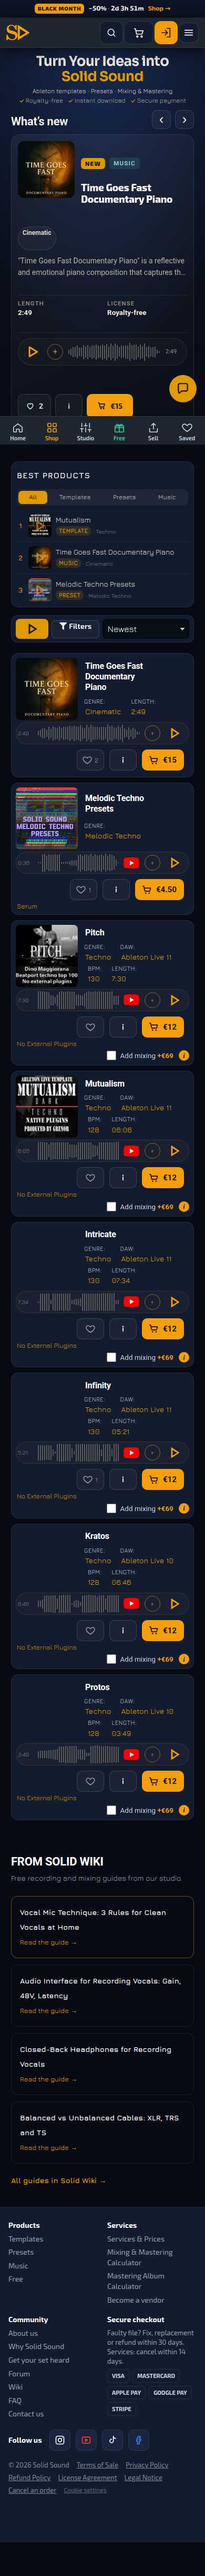 BLACK MONTH −50% · 2d 3h 51m Shop →
SD
Turn Your Ideas into
Solid Sound
Ableton templates · Presets · Mixing & Mastering
✓ Royalty-free ✓ Instant download ✓ Secure payment
What's new
TIME GOES
FAST
DOCUMENTARY PIANO
NEW MUSIC
Time Goes Fast
Documentary Piano
Cinematic
"Time Goes Fast Documentary Piano" is a reflective
and emotional piano composition that captures th...
LENGTH LICENSE
2:49 Royalty-free
2:49
2 i €15
Home Shop Studio Free Sell Saved
BEST PRODUCTS
All Templates Presets Music
1 Mutualism
TEMPLATE Techno
2 Time Goes Fast Documentary Piano
MUSIC Cinematic
3 Melodic Techno Presets
PRESET Melodic Techno
Filters Newest
TIME GOES
FAST
DOCUMENTARY PIANO
Time Goes Fast
Documentary
Piano
GENRE: LENGTH:
Cinematic 2:49
2:49
2 i €15
SOLID SOUND
MELODIC TECHNO
PRESETS
Melodic Techno
Presets
GENRE:
Melodic Techno
0:35
1 i €4.50
Serum
PITCH
Dino Maggiorana
Beatport techno top 100
No external plugins
Pitch
GENRE: DAW:
Techno Ableton Live 11
BPM: LENGTH:
130 7:30
7:30
i €12
No External Plugins
Add mixing +€69 i
ABLETON LIVE TEMPLATE
MUTUALISM
DARK
TECHNO
NATIVE PLUGINS
PRODUCED BY GRENOR
Mutualism
GENRE: DAW:
Techno Ableton Live 11
BPM: LENGTH:
128 06:06
i €12
No External Plugins
Add mixing +€69 i
Intricate
GENRE: DAW:
Techno Ableton Live 11
BPM: LENGTH:
130 07:34
7:34
i €12
No External Plugins
Add mixing +€69 i
Infinity
GENRE: DAW:
Techno Ableton Live 11
BPM: LENGTH:
130 05:21
5:21
1 i €12
No External Plugins
Add mixing +€69 i
Kratos
GENRE: DAW:
Techno Ableton Live 10
BPM: LENGTH:
128 06:46
6:46
i €12
No External Plugins
Add mixing +€69 i
Protos
GENRE: DAW:
Techno Ableton Live 10
BPM: LENGTH:
128 03:49
3:49
i €12
No External Plugins
Add mixing +€69 i
FROM SOLID WIKI
Free recording and mixing guides from our studio.
Vocal Mic Technique: 3 Rules for Clean
Vocals at Home
Read the guide →
Audio Interface for Recording Vocals: Gain,
48V, Latency
Read the guide →
Closed-Back Headphones for Recording
Vocals
Read the guide →
Balanced vs Unbalanced Cables: XLR, TRS
and TS
Read the guide →
All guides in Solid Wiki →
Products
Templates
Presets
Music
Free
Services
Services & Prices
Mixing & Mastering
Calculator
Mastering Album
Calculator
Become a vendor
Community
About us
Why Solid Sound
Get your set heard
Forum
Wiki
FAQ
Contact us
Secure checkout
Faulty file? Fix, replacement
or refund within 30 days.
Services: cancel within 14
days.
VISA MASTERCARD
APPLE PAY GOOGLE PAY
STRIPE
Follow us
© 2026 Solid Sound Terms of Sale Privacy Policy
Refund Policy License Agreement Legal Notice
Cancel an order Cookie settings